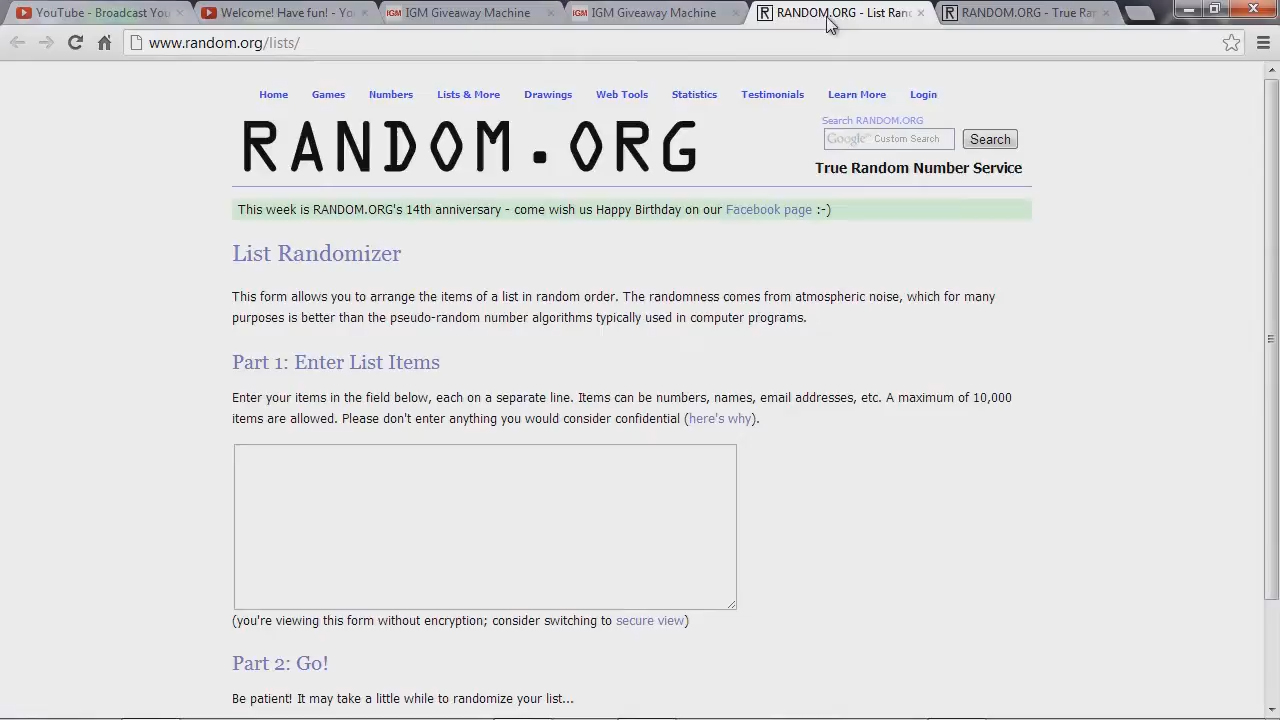 YouTube - Broadcast You
Welcome! Have fun! - Yo
IGM IGM Giveaway Machine
IGM IGM Giveaway Machine
R RANDOM.ORG - List Ran
R RANDOM.ORG - True Ra
www.random.org/lists/
Home Games Numbers Lists & More Drawings Web Tools Statistics Testimonials Learn More Login
RANDOM.ORG
Search RANDOM.ORG
Google Custom Search Search
True Random Number Service
This week is RANDOM.ORG's 14th anniversary - come wish us Happy Birthday on our Facebook page :-)
List Randomizer
This form allows you to arrange the items of a list in random order. The randomness comes from atmospheric noise, which for many
purposes is better than the pseudo-random number algorithms typically used in computer programs.
Part 1: Enter List Items
Enter your items in the field below, each on a separate line. Items can be numbers, names, email addresses, etc. A maximum of 10,000
items are allowed. Please don't enter anything you would consider confidential (here's why).
(you're viewing this form without encryption; consider switching to secure view)
Part 2: Go!
Be patient! It may take a little while to randomize your list...